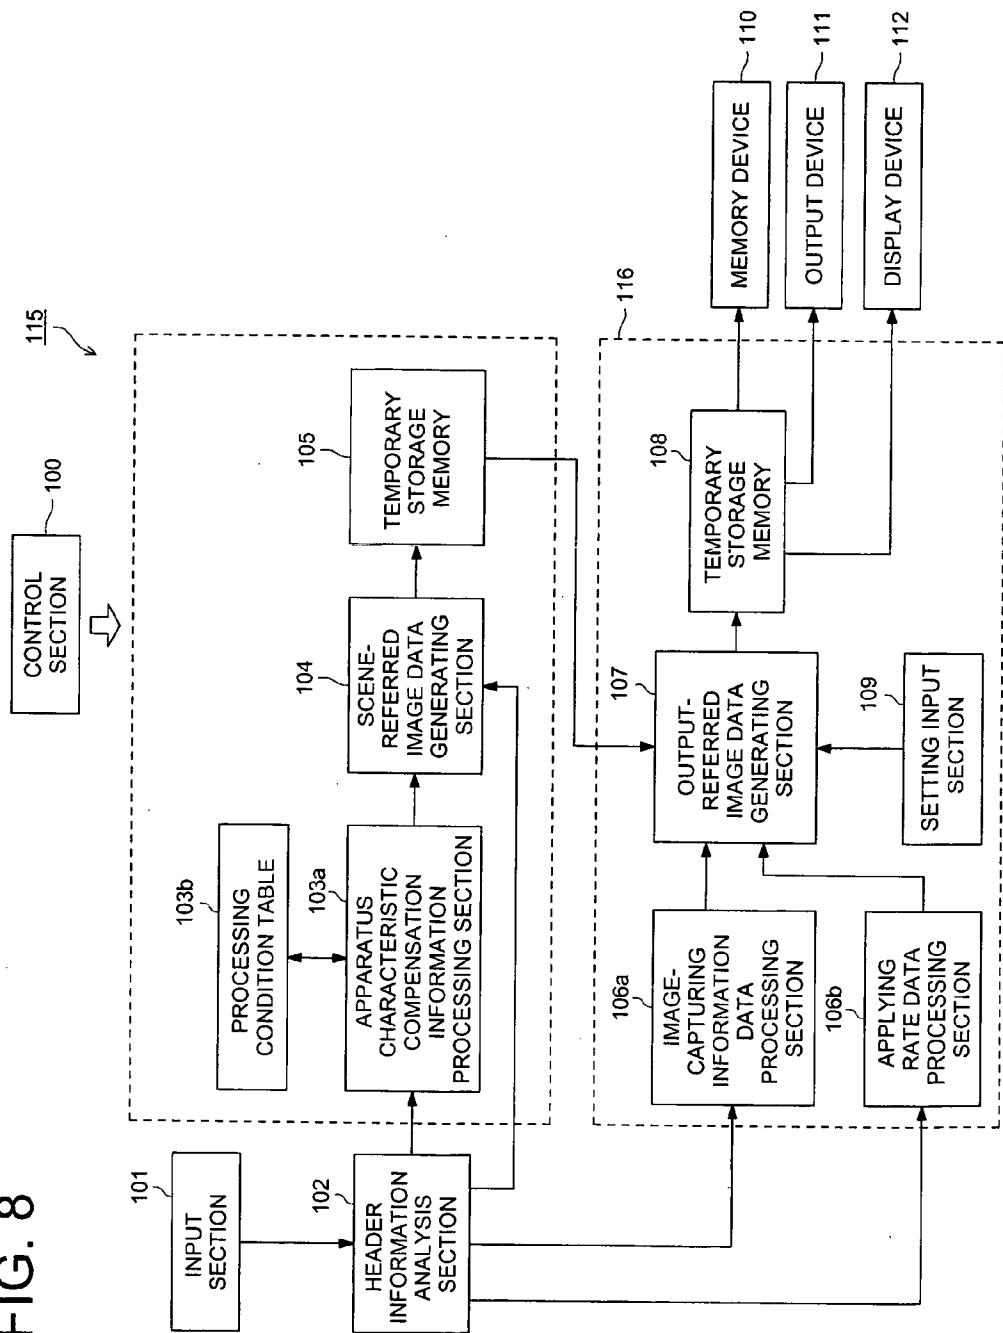 FIG. 8
115
100
CONTROL
SECTION
101
INPUT
SECTION
102
HEADER
INFORMATION
ANALYSIS
SECTION
103b
PROCESSING
CONDITION TABLE
103a
APPARATUS
CHARACTERISTIC
COMPENSATION
INFORMATION
PROCESSING SECTION
104
SCENE-
REFERRED
IMAGE DATA
GENERATING
SECTION
105
TEMPORARY
STORAGE
MEMORY
116
106a
IMAGE-
CAPTURING
INFORMATION
DATA
PROCESSING
SECTION
106b
APPLYING
RATE DATA
PROCESSING
SECTION
107
OUTPUT-
REFERRED
IMAGE DATA
GENERATING
SECTION
109
SETTING INPUT
SECTION
108
TEMPORARY
STORAGE
MEMORY
MEMORY DEVICE
110
OUTPUT DEVICE
111
DISPLAY DEVICE
112